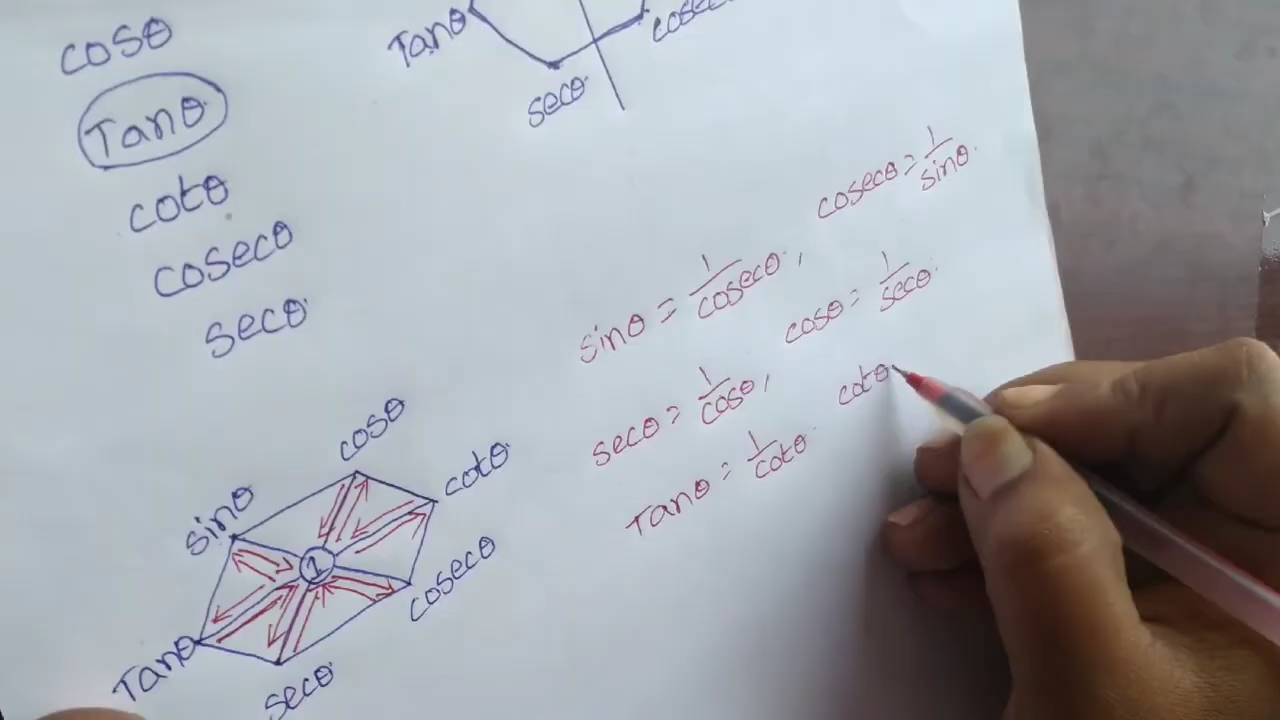 cosθ
Tanθ
cotθ
cosecθ
secθ
Tanθ
secθ
cosecθ
sinθ = 1/cosecθ, cosecθ = 1/sinθ
secθ = 1/cosθ, cosθ = 1/secθ
Tanθ = 1/cotθ cotθ
cosθ
sinθ
cotθ
1
cosecθ
Tanθ
secθ